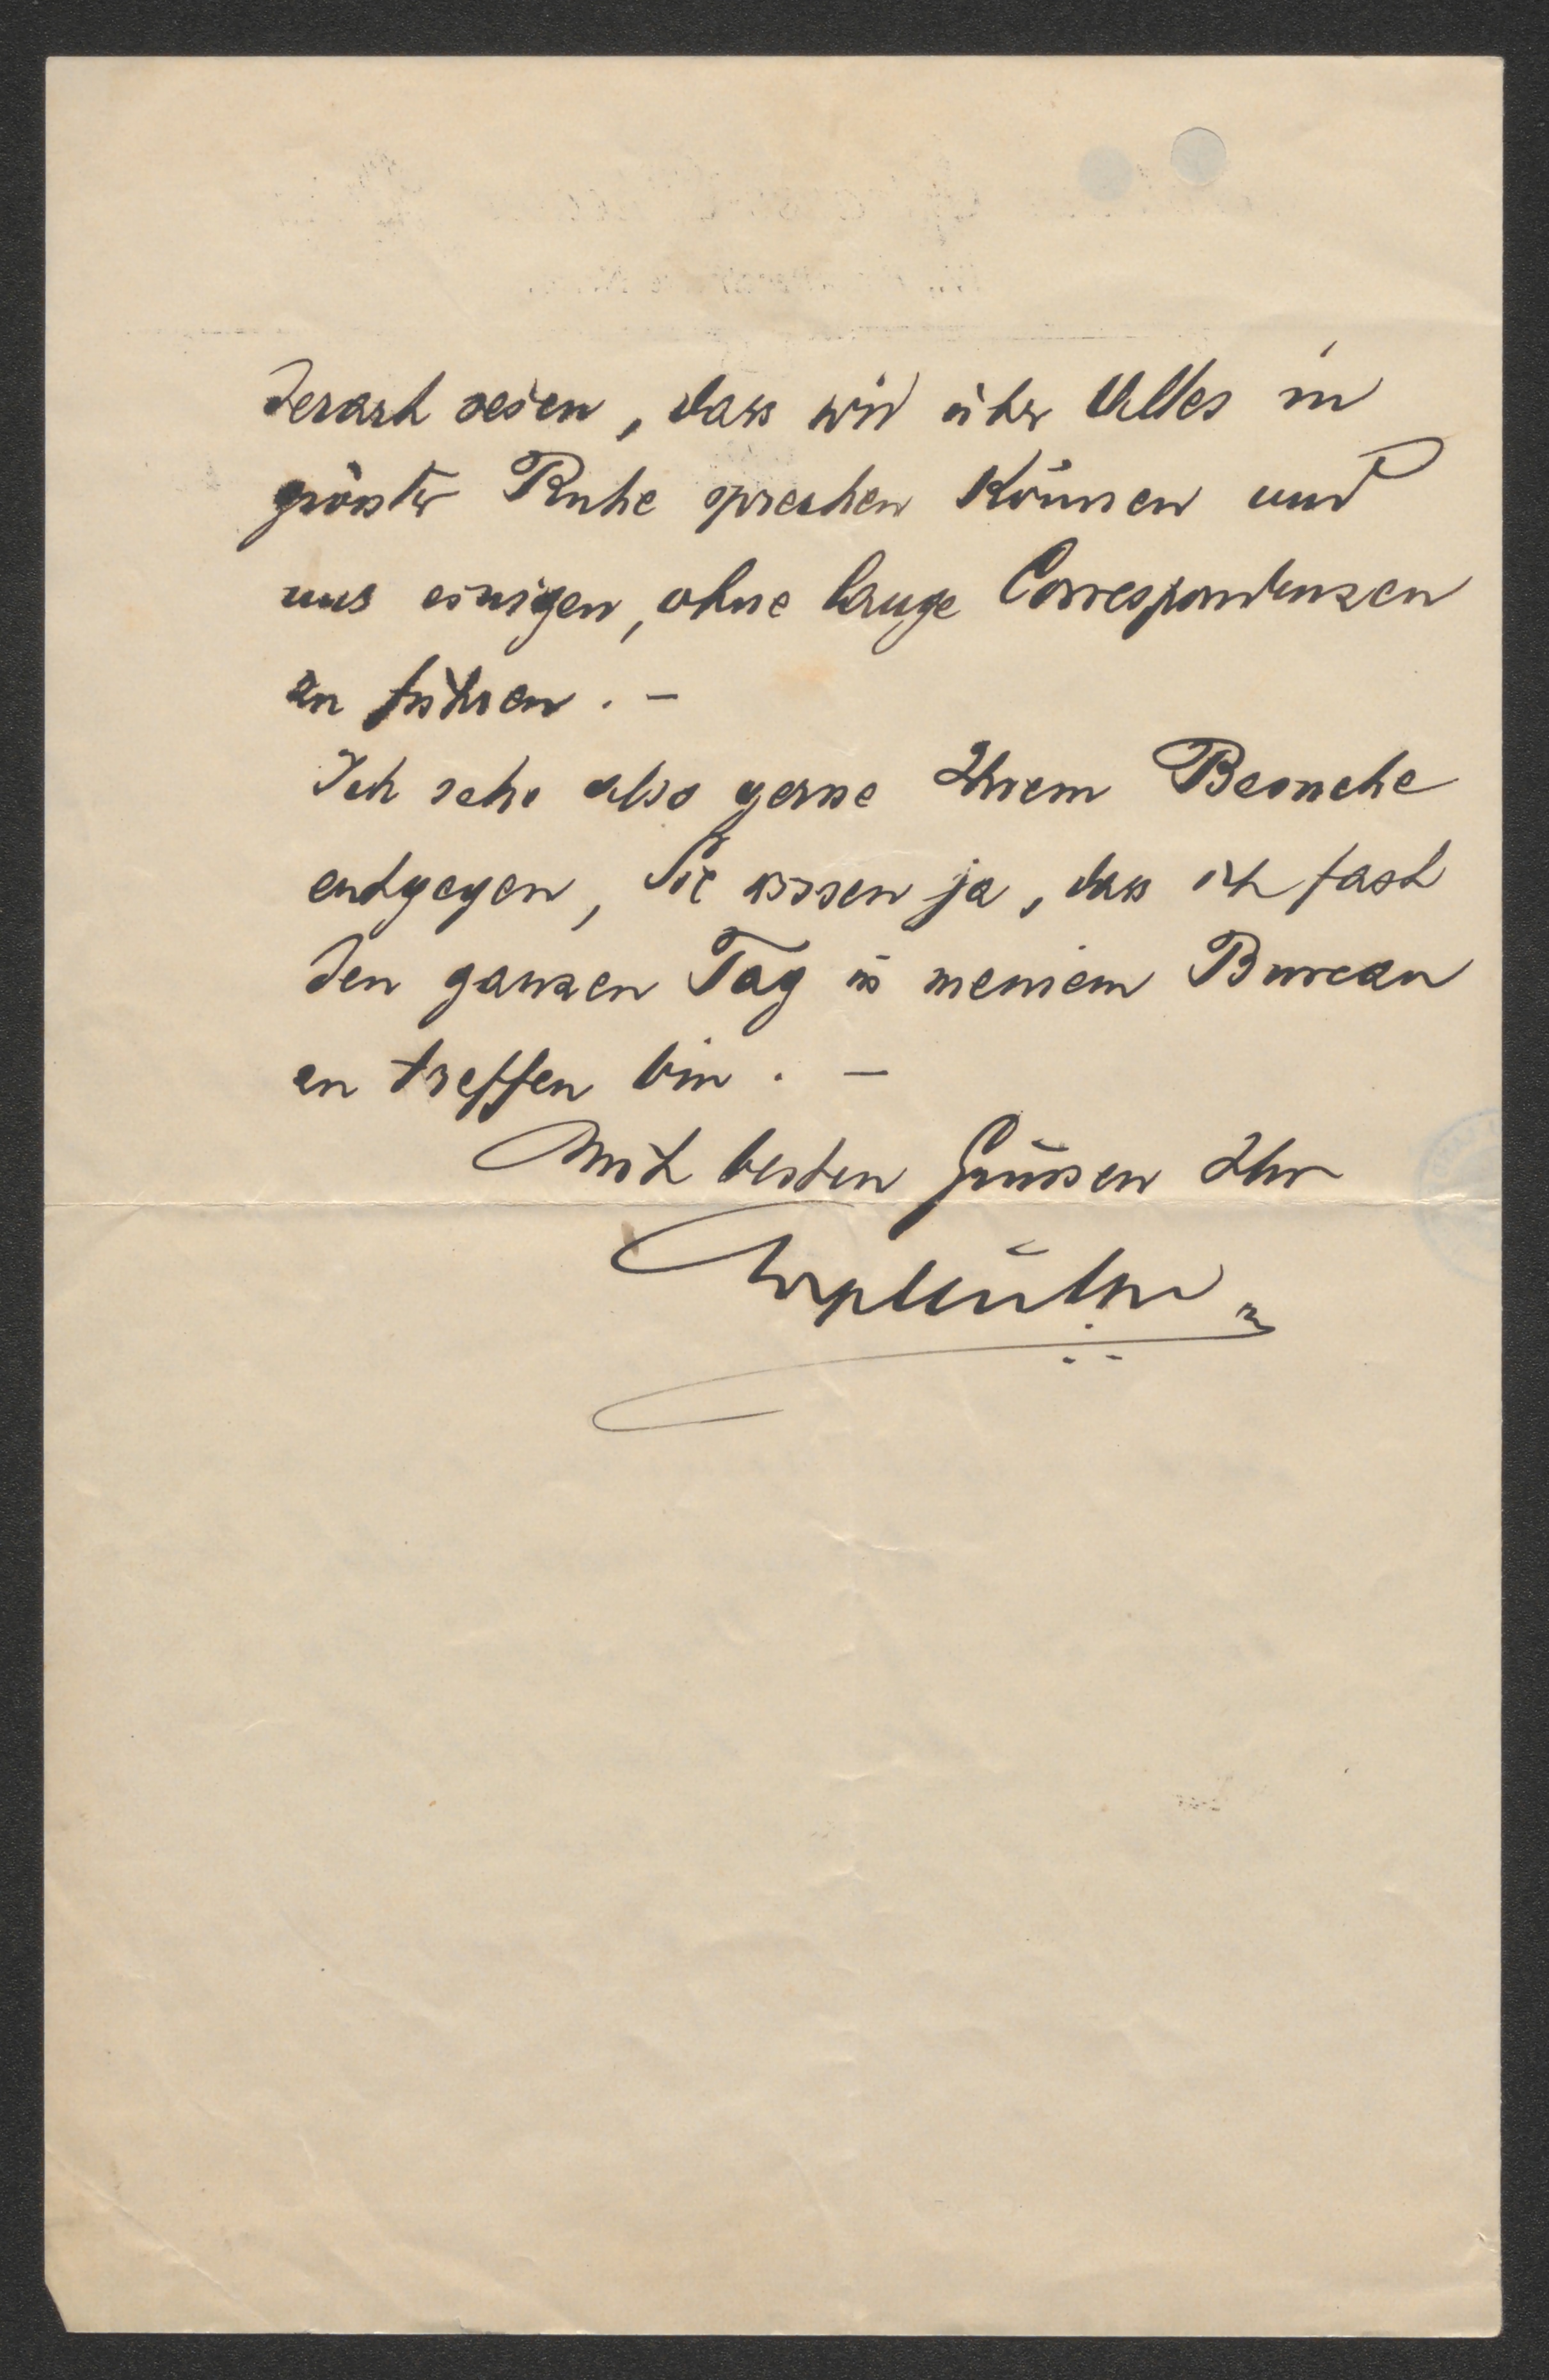 derart seien, dass wir über Alles in
grösster Ruhe sprechen können und
uns einigen, ohne lange Correspondenzen
zu führen. –
Ich sehe also gerne Ihrem Besuche
entgegen, Sie wissen ja, dass ich fast
den ganzen Tag in meinem Bureau
zu treffen bin. –
Mit besten Grüssen Ihr